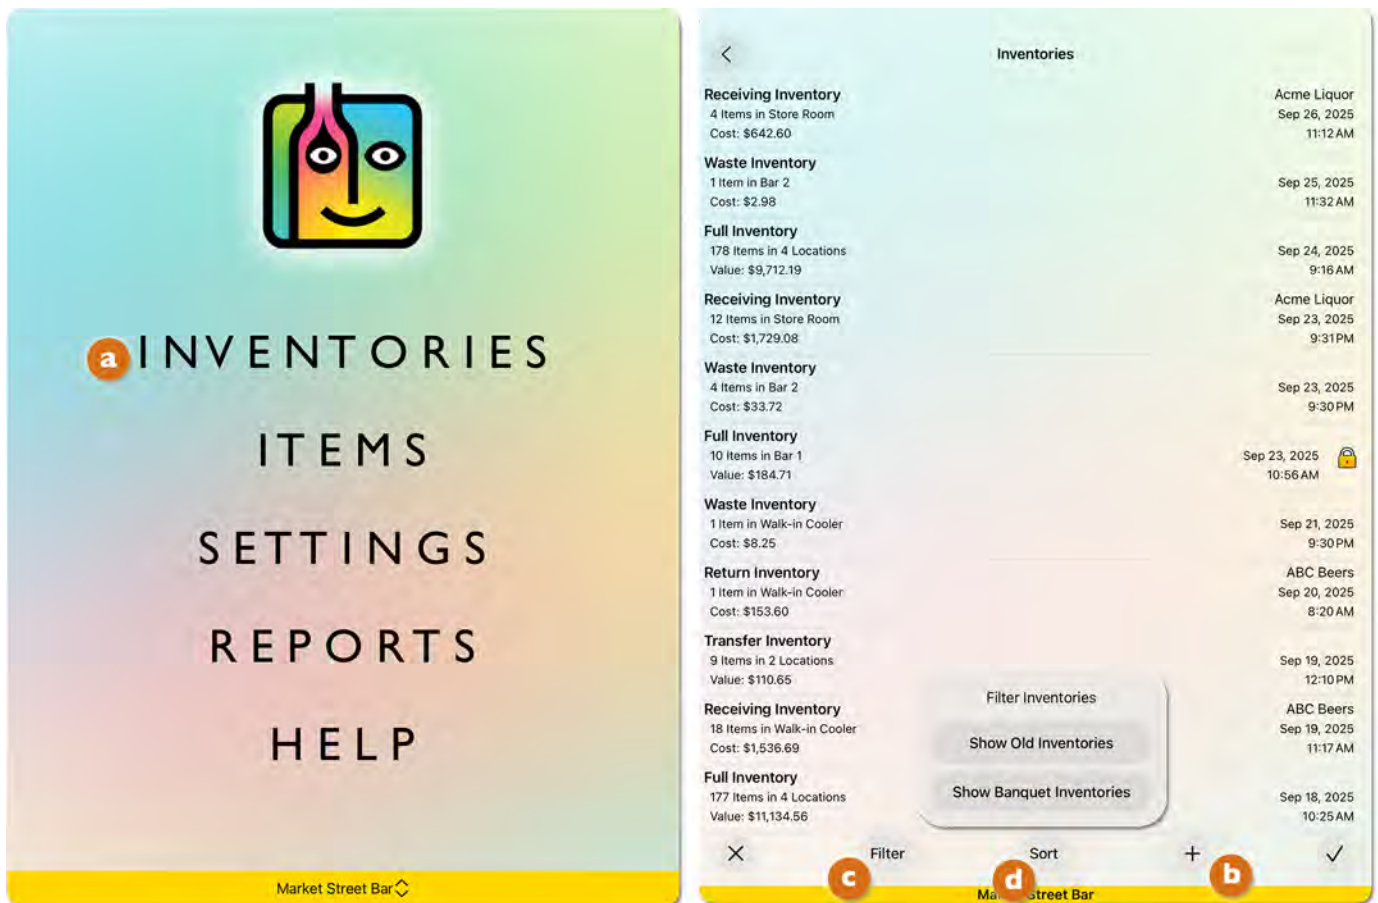 a INVENTORIES
ITEMS
SETTINGS
REPORTS
HELP
Market Street Bar
Inventories
Receiving Inventory Acme Liquor
4 Items in Store Room Sep 26, 2025
Cost: $642.60 11:12 AM
Waste Inventory
1 Item in Bar 2 Sep 25, 2025
Cost: $2.98 11:32 AM
Full Inventory
178 Items in 4 Locations Sep 24, 2025
Value: $9,712.19 9:16 AM
Receiving Inventory Acme Liquor
12 Items in Store Room Sep 23, 2025
Cost: $1,729.08 9:31 PM
Waste Inventory
4 Items in Bar 2 Sep 23, 2025
Cost: $33.72 9:30 PM
Full Inventory
10 Items in Bar 1 Sep 23, 2025
Value: $184.71 10:56 AM
Waste Inventory
1 Item in Walk-in Cooler Sep 21, 2025
Cost: $8.25 9:30 PM
Return Inventory ABC Beers
1 Item in Walk-in Cooler Sep 20, 2025
Cost: $153.60 8:20 AM
Transfer Inventory
9 Items in 2 Locations Sep 19, 2025
Value: $110.65 12:10 PM
Receiving Inventory ABC Beers
18 Items in Walk-in Cooler Sep 19, 2025
Cost: $1,536.69 11:17 AM
Full Inventory
177 Items in 4 Locations Sep 18, 2025
Value: $11,134.56 10:25 AM
Filter Inventories
Show Old Inventories
Show Banquet Inventories
Filter Sort +
c d b
Street Bar